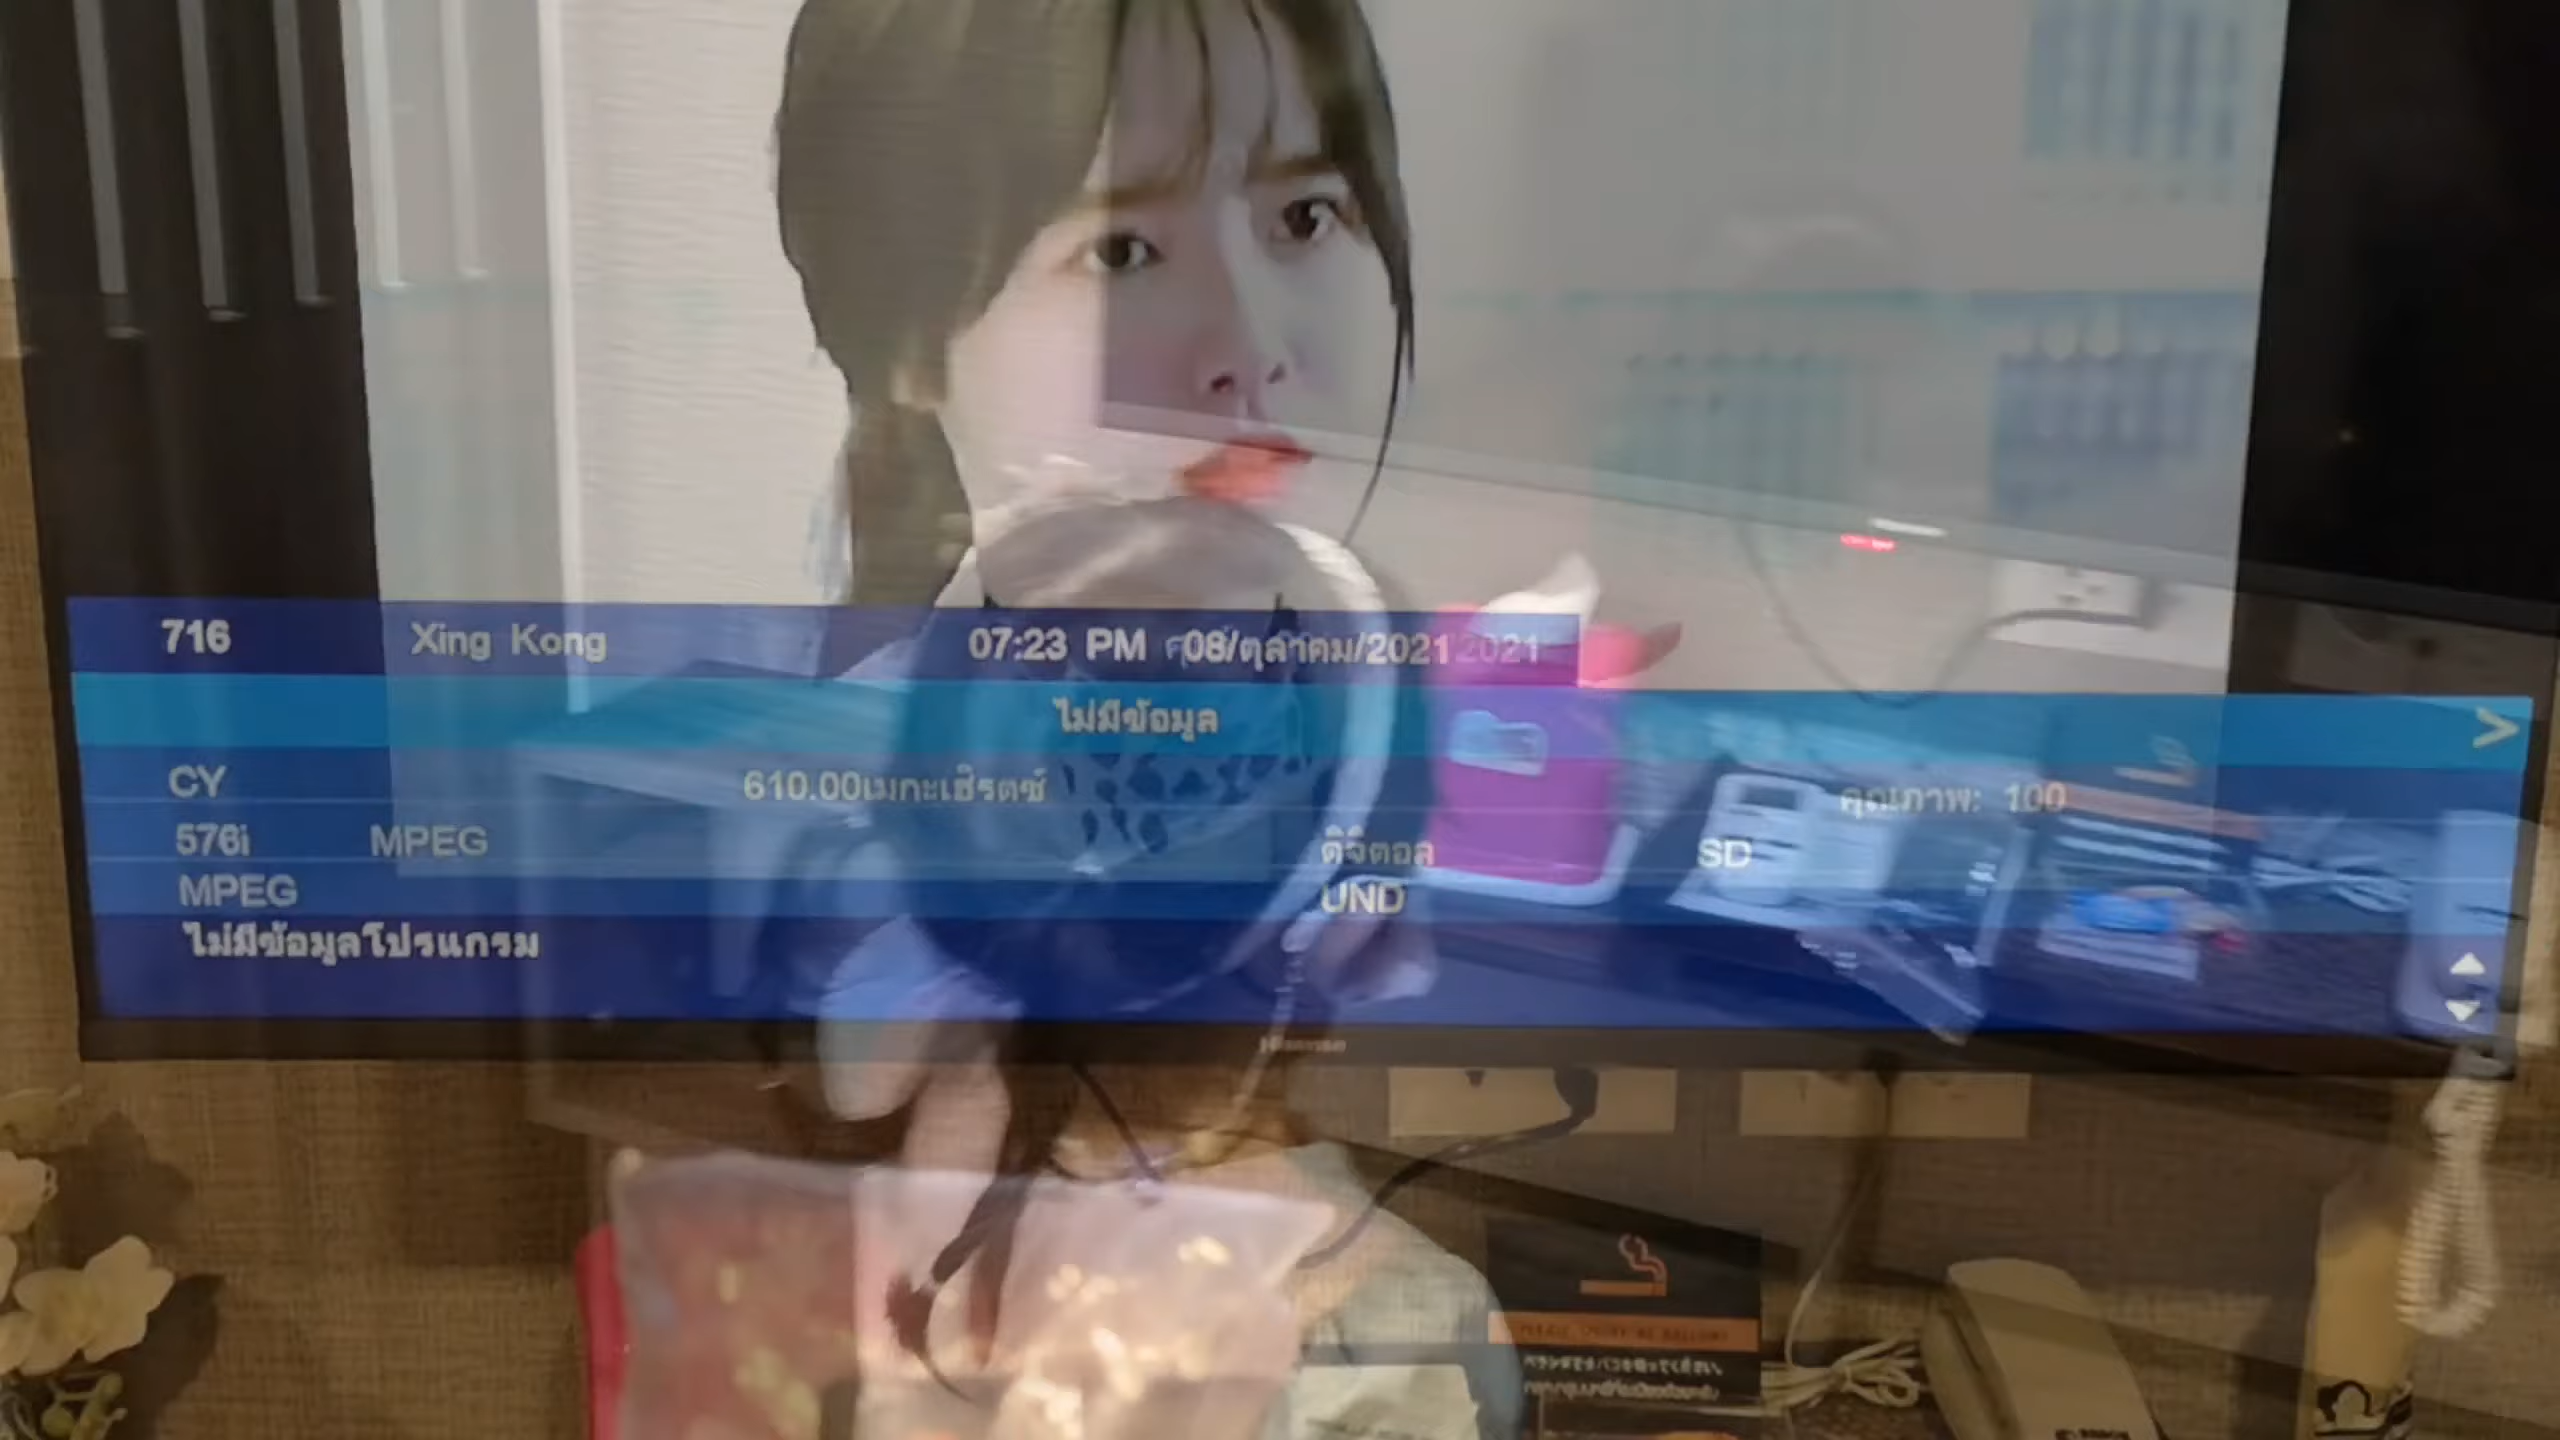 716 Xing Kong 07:23 PM 08/ตุลาคม/2021 2021
ไม่มีข้อมูล
CY 610.00เมกะเฮิรตซ์ คุณภาพ: 100
576i MPEG ดิจิตอล SD
MPEG UND
ไม่มีข้อมูลโปรแกรม
Hisense